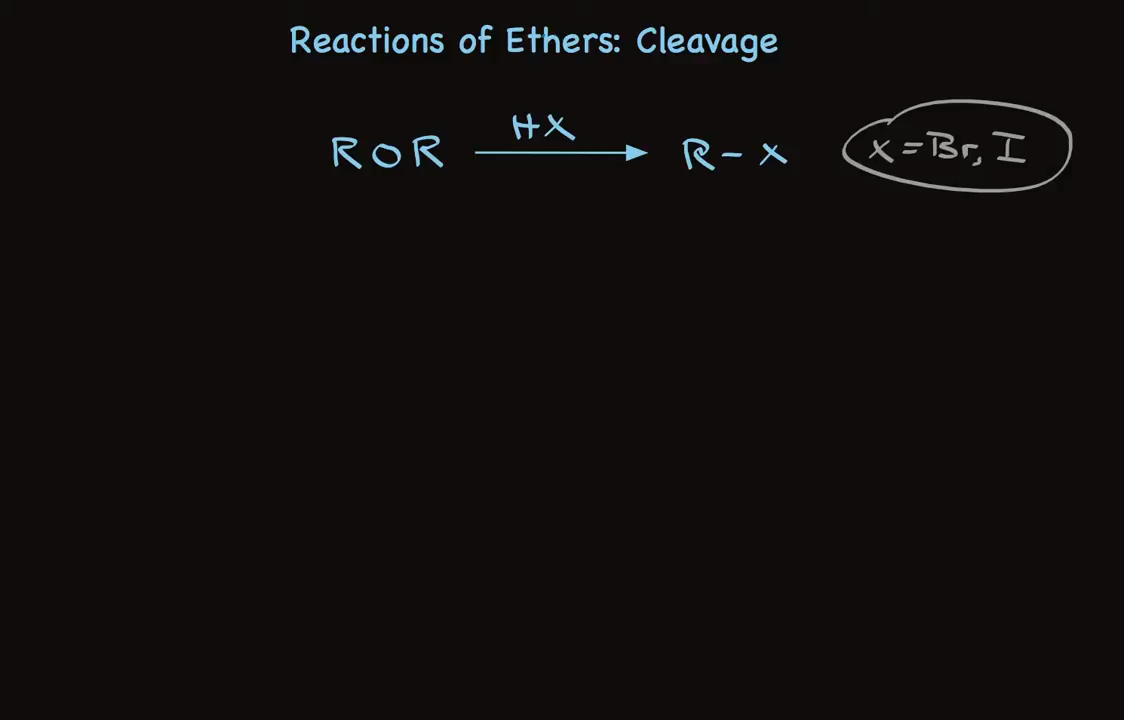 Reactions of Ethers: Cleavage
HX
ROR R-X X=Br, I